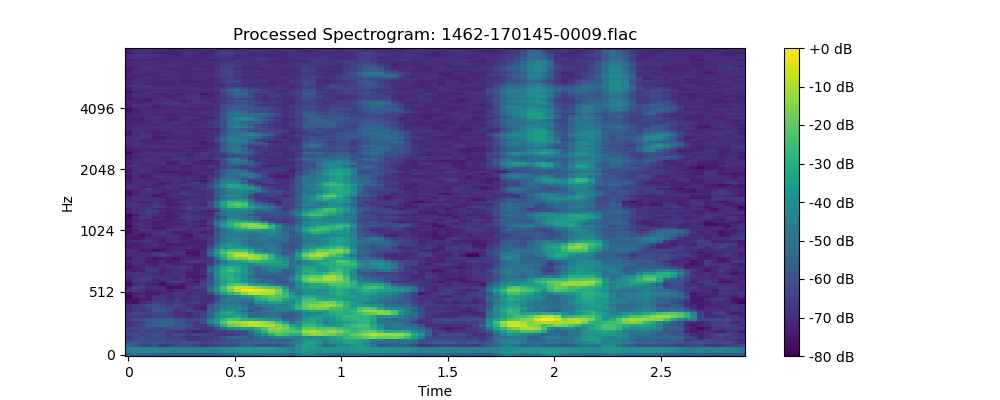 Processed Spectrogram: 1462-170145-0009.flac
Hz
4096
2048
1024
512
0
0
0.5
1
1.5
2
2.5
Time
+0 dB
-10 dB
-20 dB
-30 dB
-40 dB
-50 dB
-60 dB
-70 dB
-80 dB